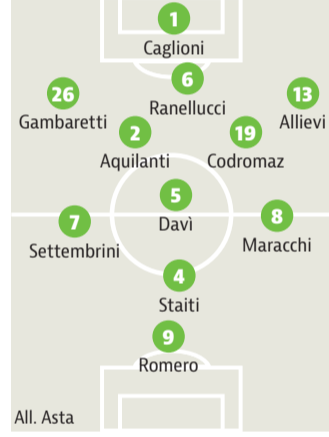 1
Caglioni
6
Ranellucci
26
Gambaretti
13
Allievi
2
Aquilanti
19
Codromaz
5
Davì
7
Settembrini
8
Maracchi
4
Staiti
9
Romero
All. Asta